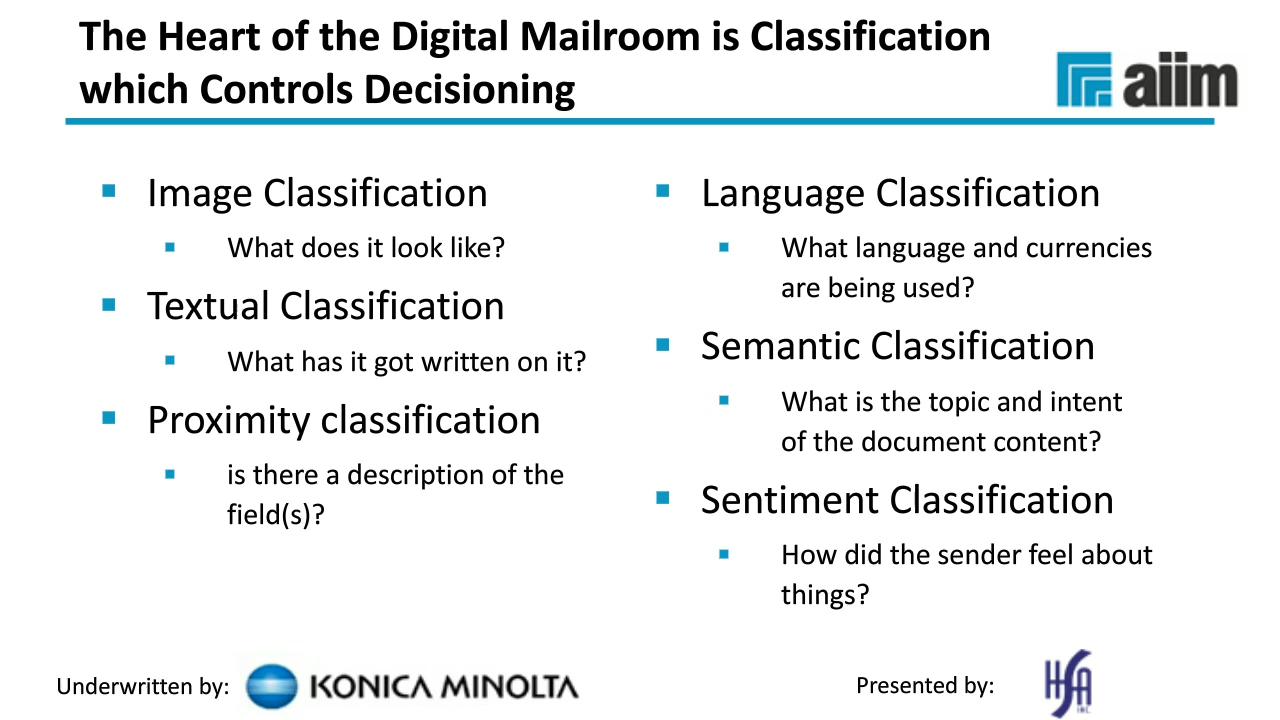 The Heart of the Digital Mailroom is Classification
which Controls Decisioning
aiim
Image Classification
What does it look like?
Textual Classification
What has it got written on it?
Proximity classification
is there a description of the
field(s)?
Language Classification
What language and currencies
are being used?
Semantic Classification
What is the topic and intent
of the document content?
Sentiment Classification
How did the sender feel about
things?
Underwritten by:
KONICA MINOLTA
Presented by:
HSA
INC.